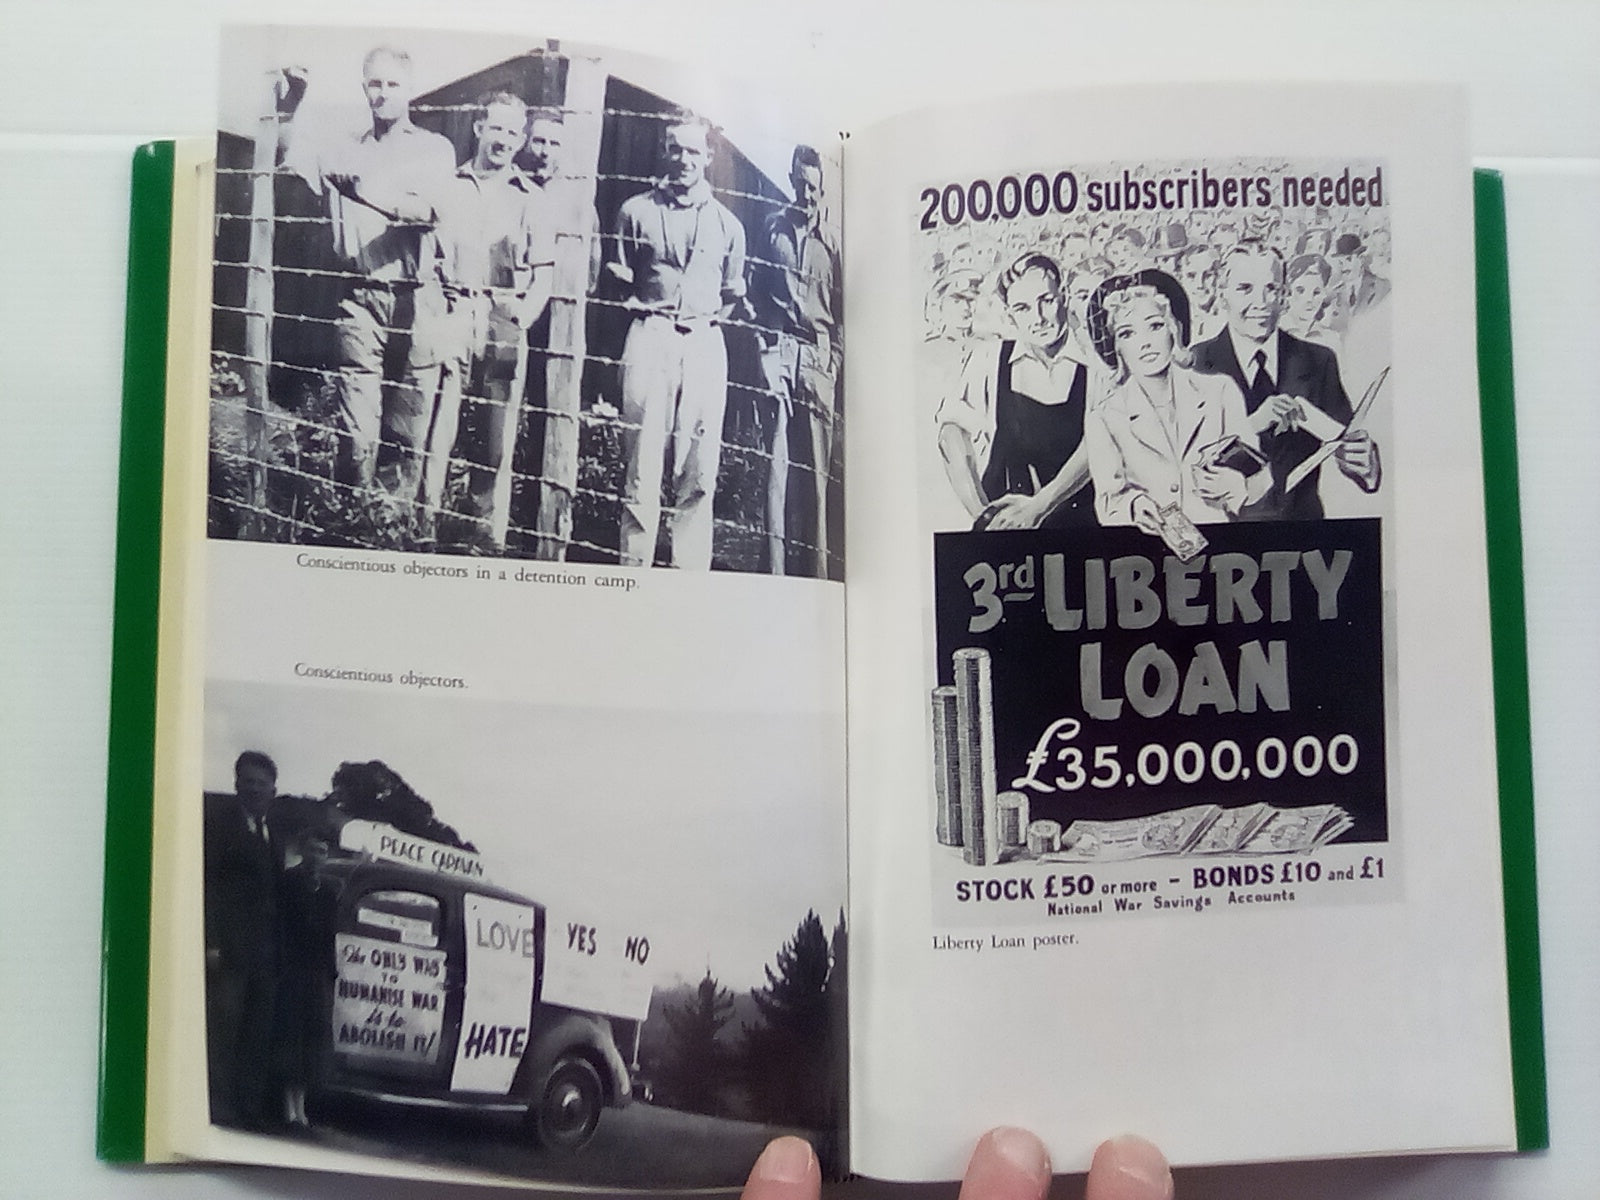 Conscientious objectors in a detention camp.
Conscientious objectors.
PEACE CARAVAN
The ONLY WAY
TO
HUMANISE WAR
is to
ABOLISH IT!
LOVE
HATE
YES NO
200,000 subscribers needed
3rd LIBERTY
LOAN
£35,000,000
STOCK £50 or more - BONDS £10 and £1
National War Savings Accounts
Liberty Loan poster.